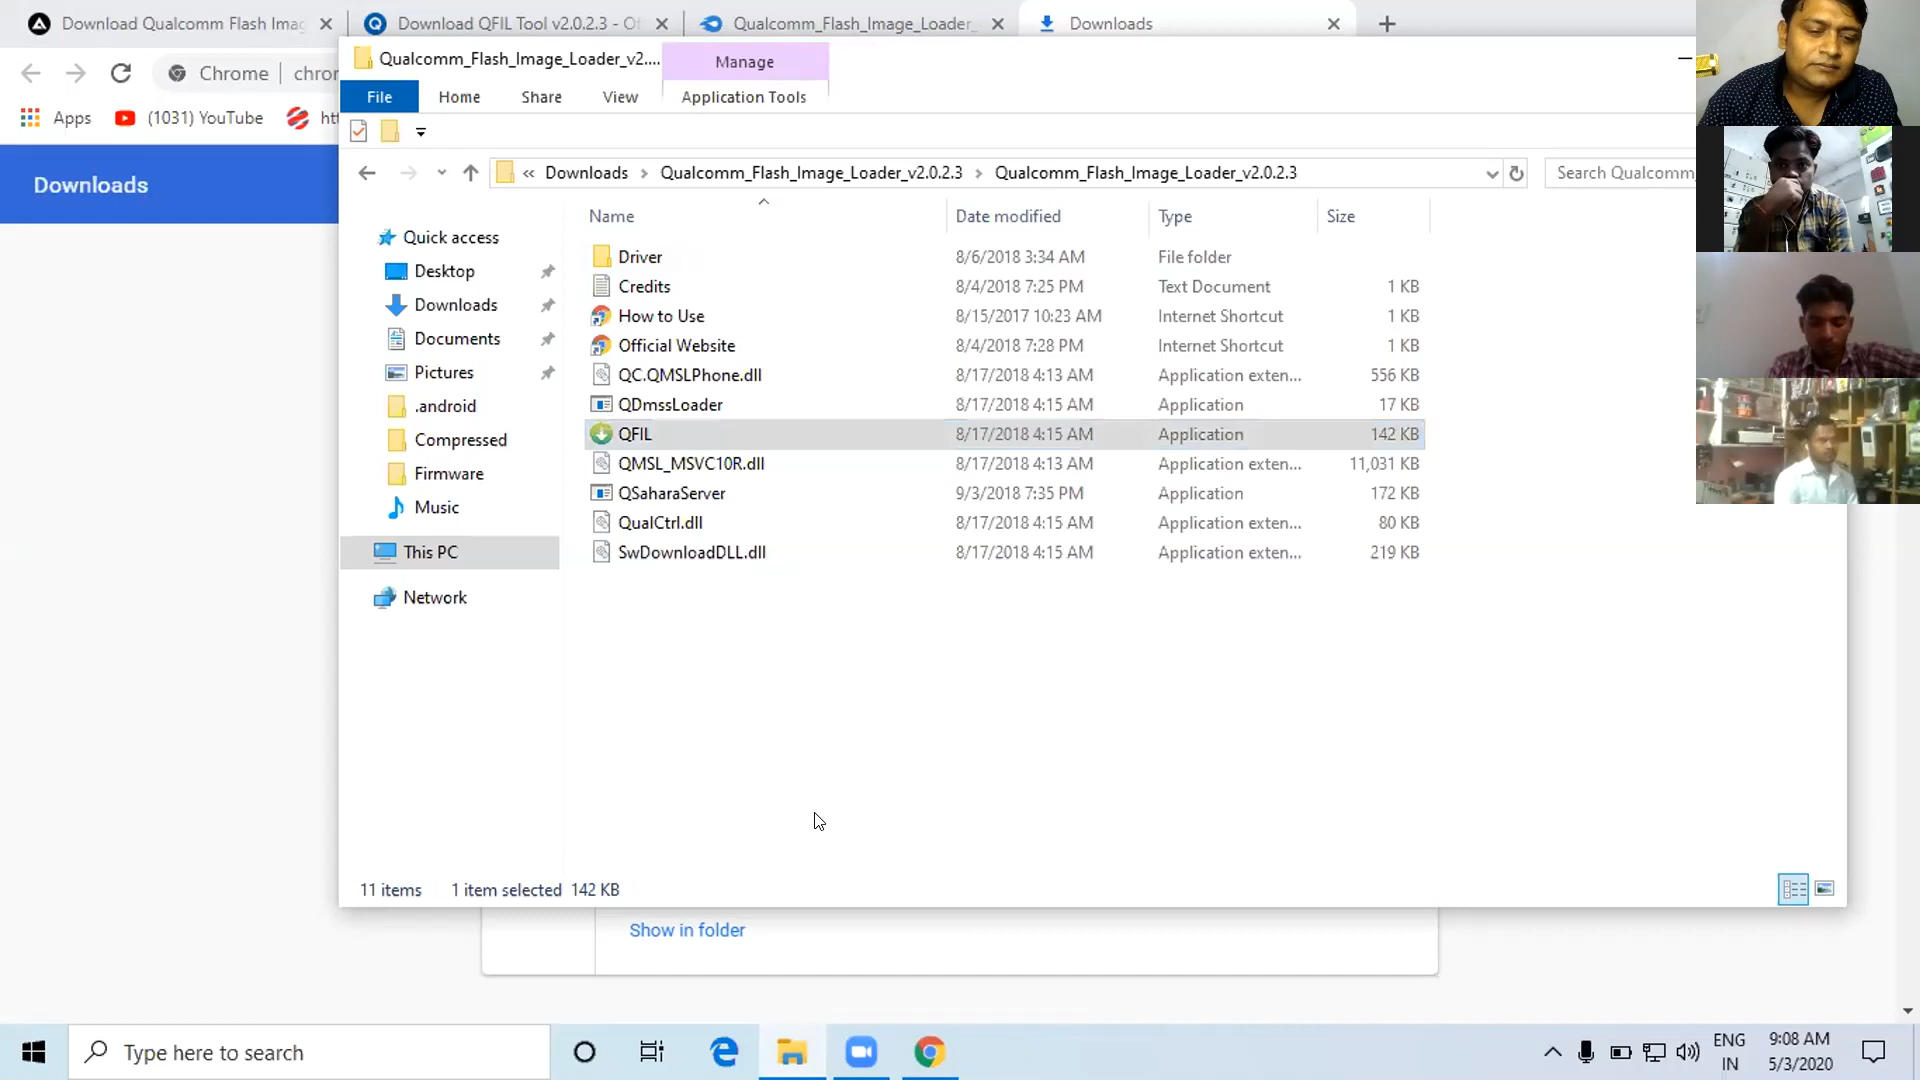 Download Qualcomm Flash Imag
Download QFIL Tool v2.0.2.3 - Of
Qualcomm_Flash_Image_Loader_
Downloads
Chrome
chror
Apps
(1031) YouTube
htt
Downloads
Qualcomm_Flash_Image_Loader_v2....
Manage
File
Home
Share
View
Application Tools
« Downloads › Qualcomm_Flash_Image_Loader_v2.0.2.3 › Qualcomm_Flash_Image_Loader_v2.0.2.3
Search Qualcomm_
Quick access
Desktop
Downloads
Documents
Pictures
.android
Compressed
Firmware
Music
This PC
Network
Name Date modified Type Size
Driver 8/6/2018 3:34 AM File folder
Credits 8/4/2018 7:25 PM Text Document 1 KB
How to Use 8/15/2017 10:23 AM Internet Shortcut 1 KB
Official Website 8/4/2018 7:28 PM Internet Shortcut 1 KB
QC.QMSLPhone.dll 8/17/2018 4:13 AM Application exten... 556 KB
QDmssLoader 8/17/2018 4:15 AM Application 17 KB
QFIL 8/17/2018 4:15 AM Application 142 KB
QMSL_MSVC10R.dll 8/17/2018 4:13 AM Application exten... 11,031 KB
QSaharaServer 9/3/2018 7:35 PM Application 172 KB
QualCtrl.dll 8/17/2018 4:15 AM Application exten... 80 KB
SwDownloadDLL.dll 8/17/2018 4:15 AM Application exten... 219 KB
11 items 1 item selected 142 KB
Show in folder
Type here to search
ENG
IN
9:08 AM
5/3/2020